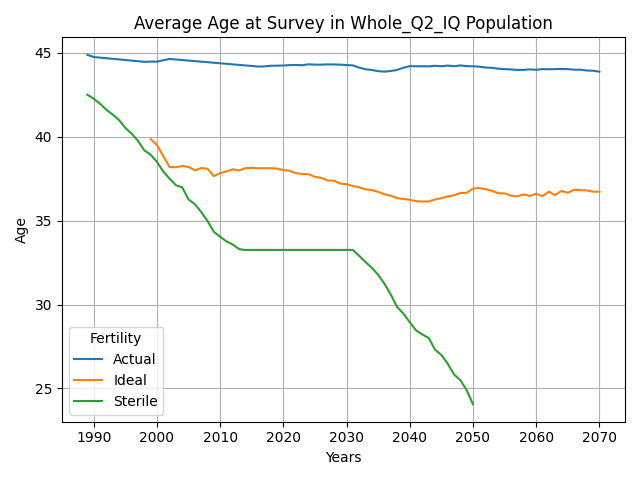 Average Age at Survey in Whole_Q2_IQ Population
Age
45
40
35
30
25
Fertility
Actual
Ideal
Sterile
1990 2000 2010 2020 2030 2040 2050 2060 2070
Years